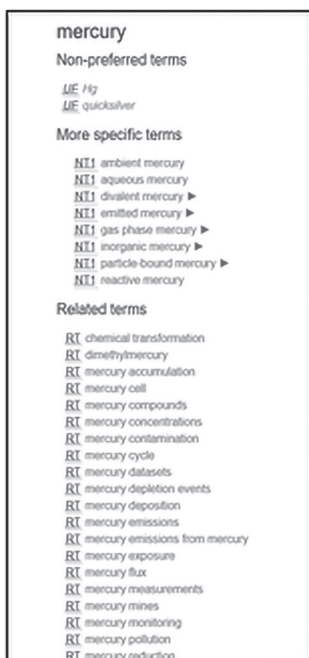 mercury
Non-preferred terms
UF Hg
UF quicksilver
More specific terms
NT1 ambient mercury
NT1 aqueous mercury
NT1 divalent mercury ▶
NT1 emitted mercury ▶
NT1 gas phase mercury ▶
NT1 inorganic mercury ▶
NT1 particle-bound mercury ▶
NT1 reactive mercury
Related terms
RT chemical transformation
RT dimethylmercury
RT mercury accumulation
RT mercury cell
RT mercury compounds
RT mercury concentrations
RT mercury contamination
RT mercury cycle
RT mercury datasets
RT mercury depletion events
RT mercury deposition
RT mercury emissions
RT mercury emissions from mercury
RT mercury exposure
RT mercury flux
RT mercury measurements
RT mercury mines
RT mercury monitoring
RT mercury pollution
RT mercury reduction